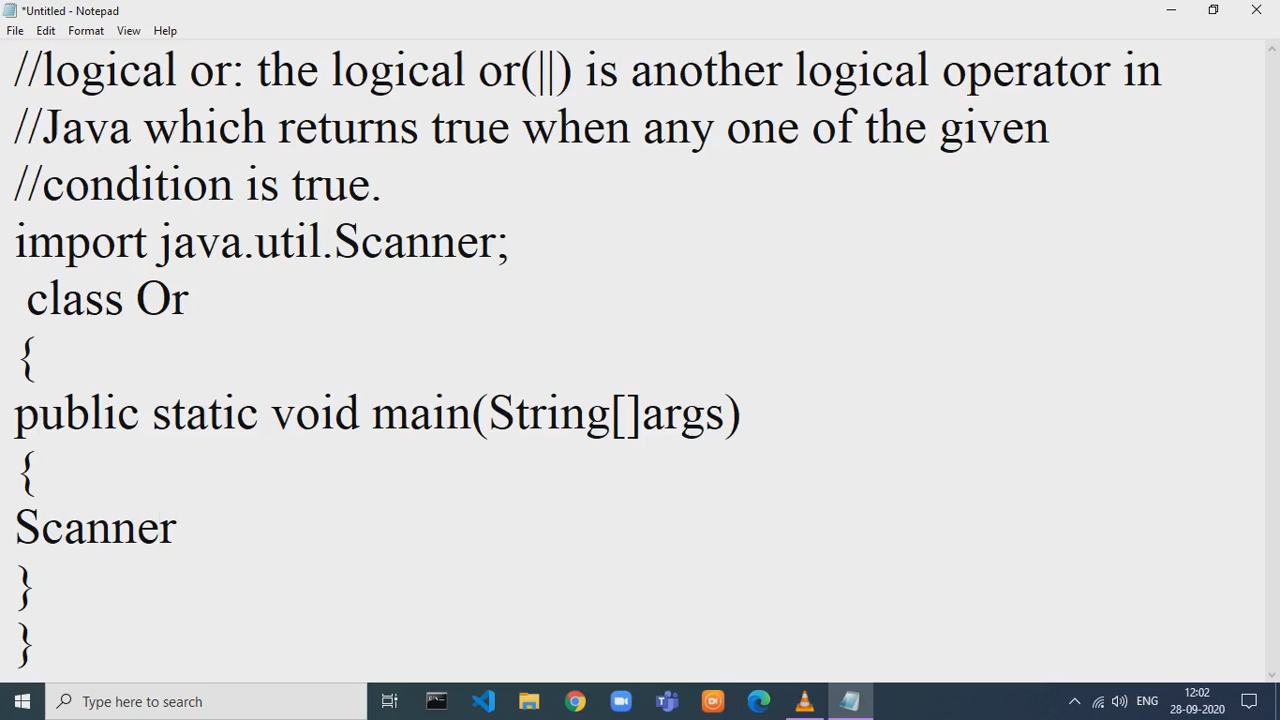 *Untitled - Notepad
File Edit Format View Help
//logical or: the logical or(||) is another logical operator in
//Java which returns true when any one of the given
//condition is true.
import java.util.Scanner;
class Or
{
public static void main(String[]args)
{
Scanner
}
}
Type here to search
ENG
12:02
28-09-2020